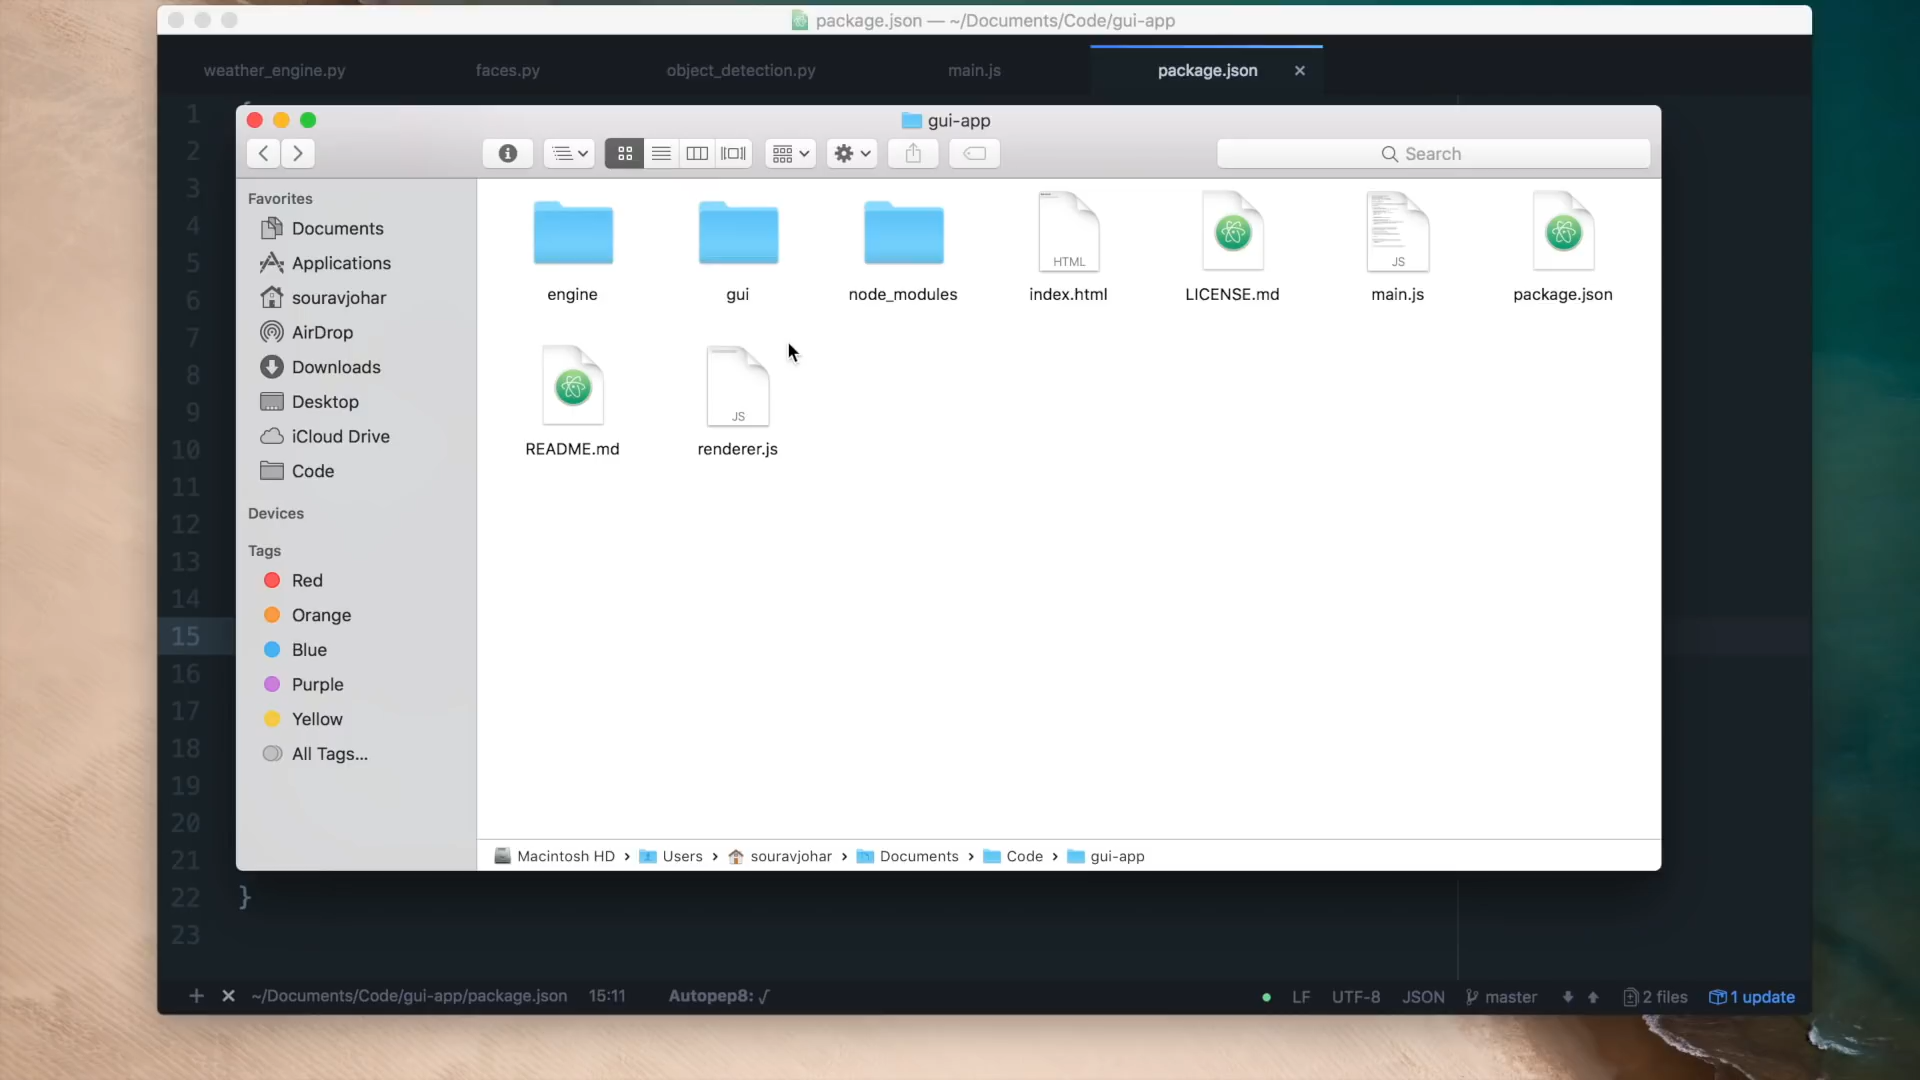 package.json — ~/Documents/Code/gui-app
weather_engine.py
faces.py
object_detection.py
main.js
package.json
gui-app
Search
Favorites
Documents
Applications
souravjohar
AirDrop
Downloads
Desktop
iCloud Drive
Code
Devices
Tags
Red
Orange
Blue
Purple
Yellow
All Tags...
engine
gui
node_modules
HTML
index.html
LICENSE.md
JS
main.js
package.json
README.md
JS
renderer.js
Macintosh HD › Users › souravjohar › Documents › Code › gui-app
1
2
3
4
5
6
7
8
9
10
11
12
13
14
15
16
17
18
19
20
21
22 }
23
~/Documents/Code/gui-app/package.json 15:11 Autopep8: √
LF UTF-8 JSON master 2 files 1 update